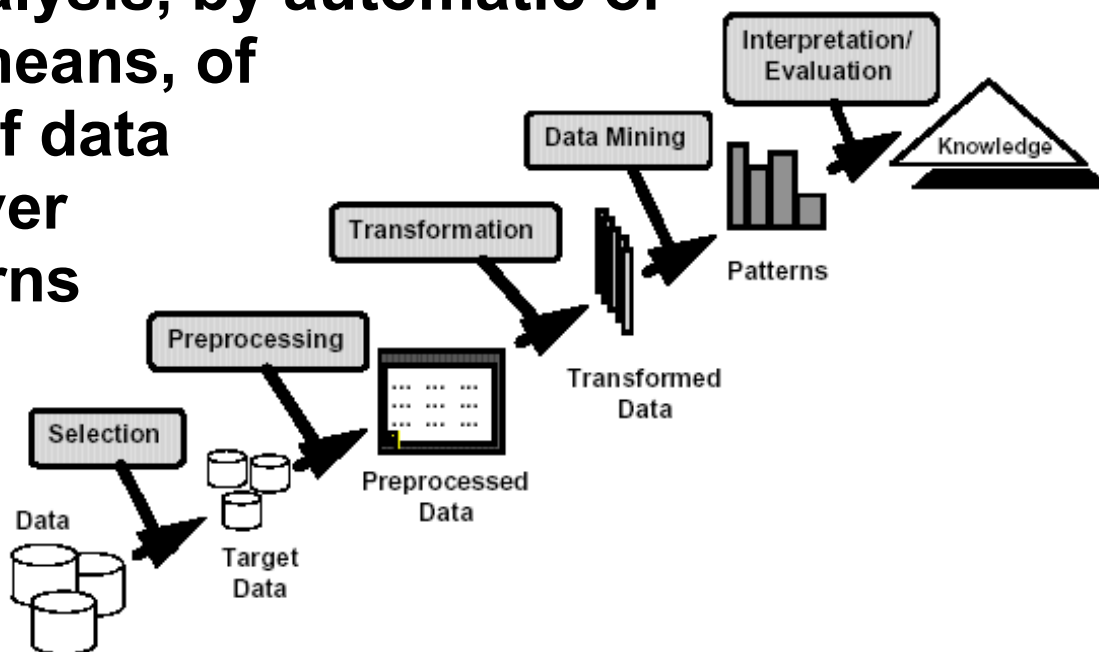 alysis, by automatic or
means, of
f data
ver
rns
Interpretation/
Evaluation
Data Mining
Knowledge
Transformation
Patterns
Preprocessing
Transformed
Data
Selection
Preprocessed
Data
Data
Target
Data